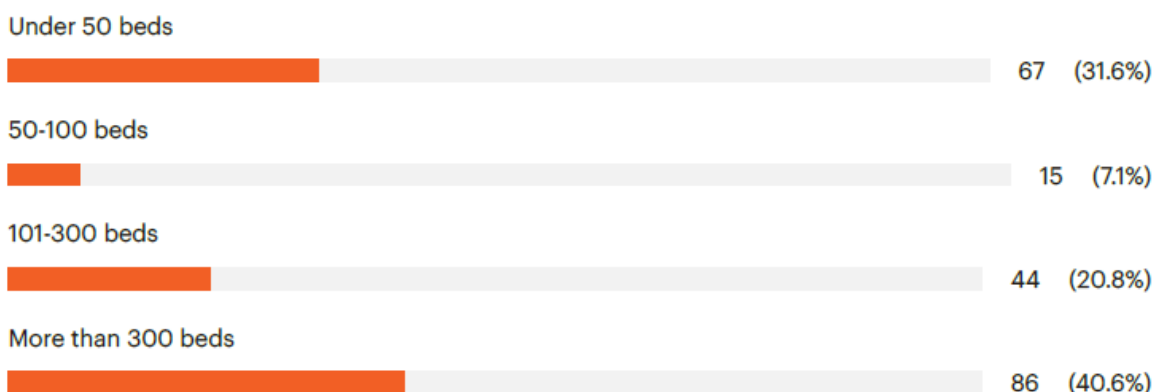 Under 50 beds
67 (31.6%)
50-100 beds
15 (7.1%)
101-300 beds
44 (20.8%)
More than 300 beds
86 (40.6%)